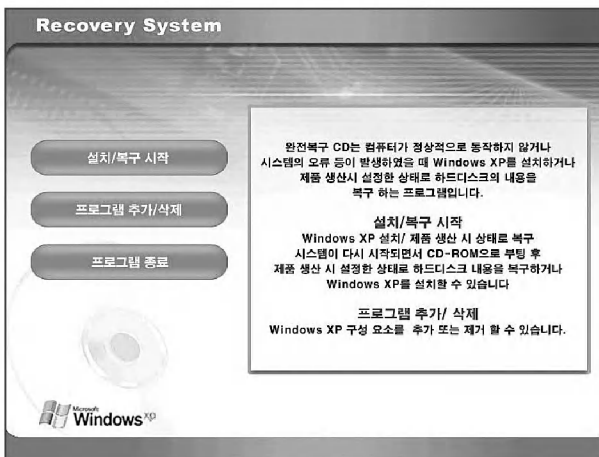 Recovery System
설치/복구 시작
프로그램 추가/삭제
프로그램 종료
완전복구 CD는 컴퓨터가 정상적으로 동작하지 않거나
시스템의 오류 등이 발생하였을 때 Windows XP를 설치하거나
제품 생산시 설정한 상태로 하드디스크의 내용을
복구 하는 프로그램입니다.
설치/복구 시작
Windows XP 설치/ 제품 생산 시 상태로 복구
시스템이 다시 시작되면서 CD-ROM으로 부팅 후
제품 생산 시 설정한 상태로 하드디스크 내용을 복구하거나
Windows XP를 설치할 수 있습니다
프로그램 추가/ 삭제
Windows XP 구성 요소를 추가 또는 제거 할 수 있습니다.
Microsoft
Windows xp